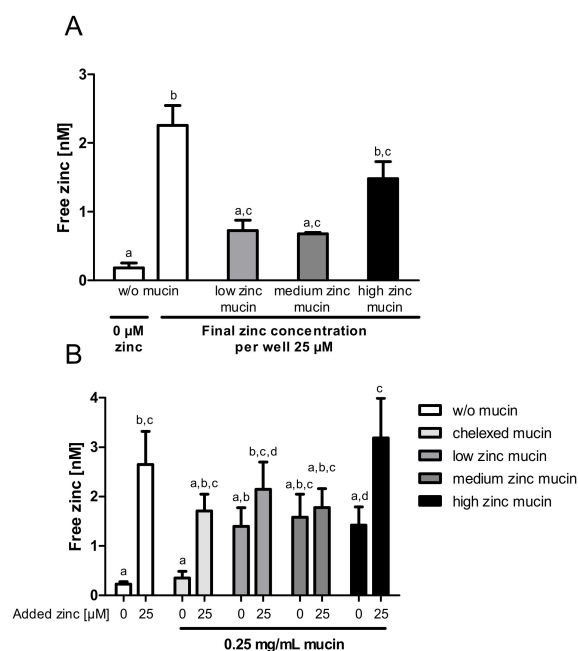 A
Free zinc [nM]
3
2
1
0
a
b
a,c
a,c
b,c
w/o mucin
low zinc mucin
medium zinc mucin
high zinc mucin
0 µM zinc
Final zinc concentration per well 25 µM
B
Free zinc [nM]
4
3
2
1
0
a
b,c
a
a,b,c
a,b
b,c,d
a,b,c
a,b,c
a,d
c
w/o mucin
chelexed mucin
low zinc mucin
medium zinc mucin
high zinc mucin
Added zinc [µM] 0 25 0 25 0 25 0 25 0 25
0.25 mg/mL mucin